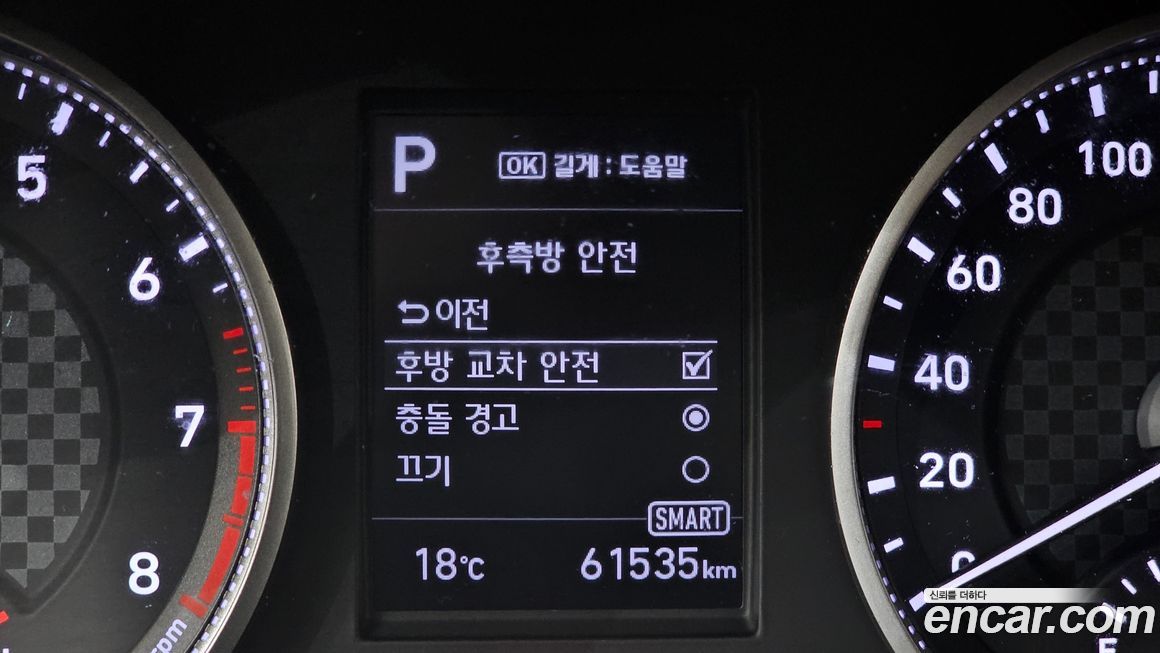 P
OK 길게 : 도움말
후측방 안전
이전
후방 교차 안전
충돌 경고
끄기
SMART
18℃ 61535km
5
6
7
8
rpm
100
80
60
40
20
0
신뢰를 더하다
encar.com